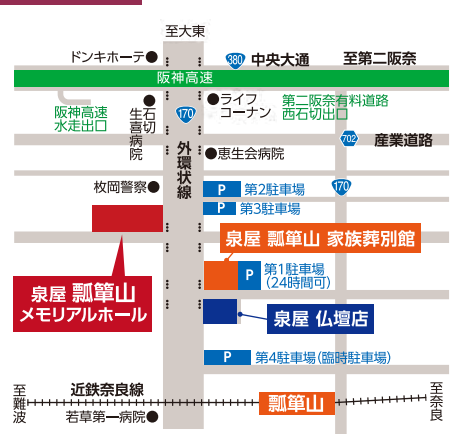 至大東
ドンキホーテ
380
中央大通
至第二阪奈
阪神高速
阪神高速
水走出口
石切
生喜病院
170
ライフ
コーナン
第二阪奈有料道路
西石切出口
702
産業道路
外環状線
恵生会病院
枚岡警察
P
第2駐車場
170
P
第3駐車場
泉屋 瓢箪山 家族葬別館
泉屋 瓢箪山
メモリアルホール
P
第1駐車場
(24時間可)
泉屋 仏壇店
P
第4駐車場(臨時駐車場)
至難波
近鉄奈良線
瓢箪山
至奈良
若草第一病院